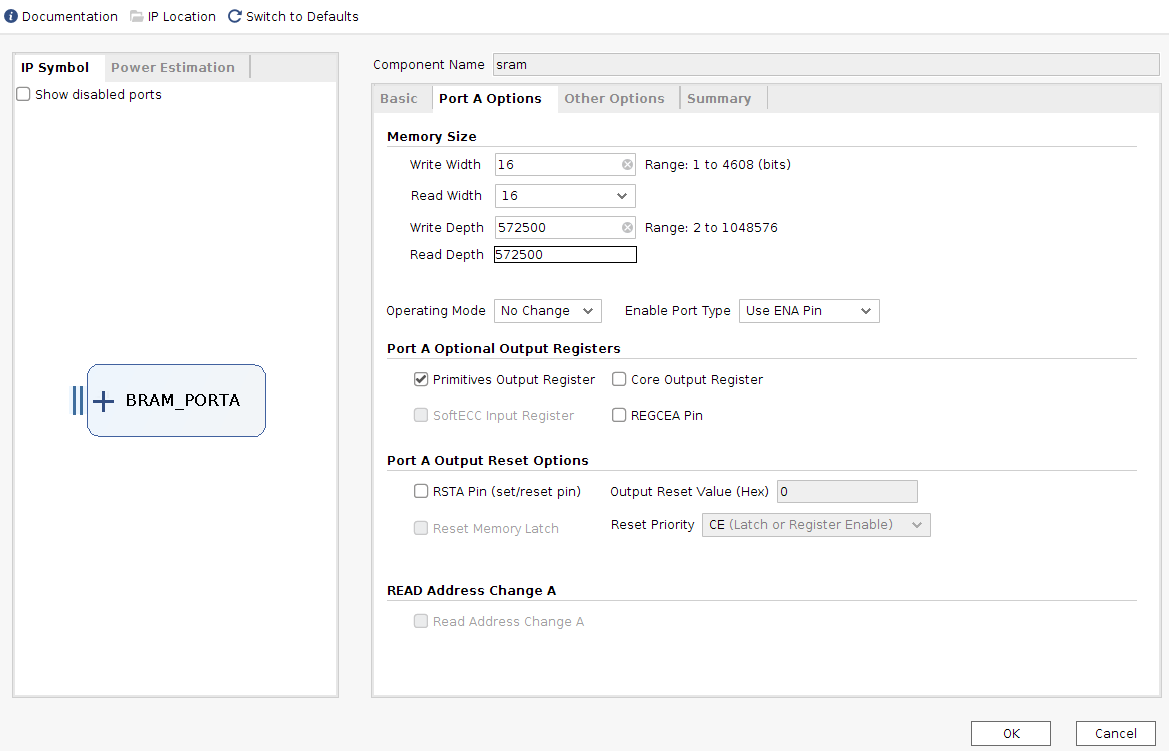 Documentation IP Location Switch to Defaults
IP Symbol Power Estimation
Show disabled ports
BRAM_PORTA
Component Name sram
Basic Port A Options Other Options Summary
Memory Size
Write Width 16 Range: 1 to 4608 (bits)
Read Width 16
Write Depth 572500 Range: 2 to 1048576
Read Depth 572500
Operating Mode No Change Enable Port Type Use ENA Pin
Port A Optional Output Registers
Primitives Output Register Core Output Register
SoftECC Input Register REGCEA Pin
Port A Output Reset Options
RSTA Pin (set/reset pin) Output Reset Value (Hex) 0
Reset Memory Latch Reset Priority CE (Latch or Register Enable)
READ Address Change A
Read Address Change A
OK Cancel